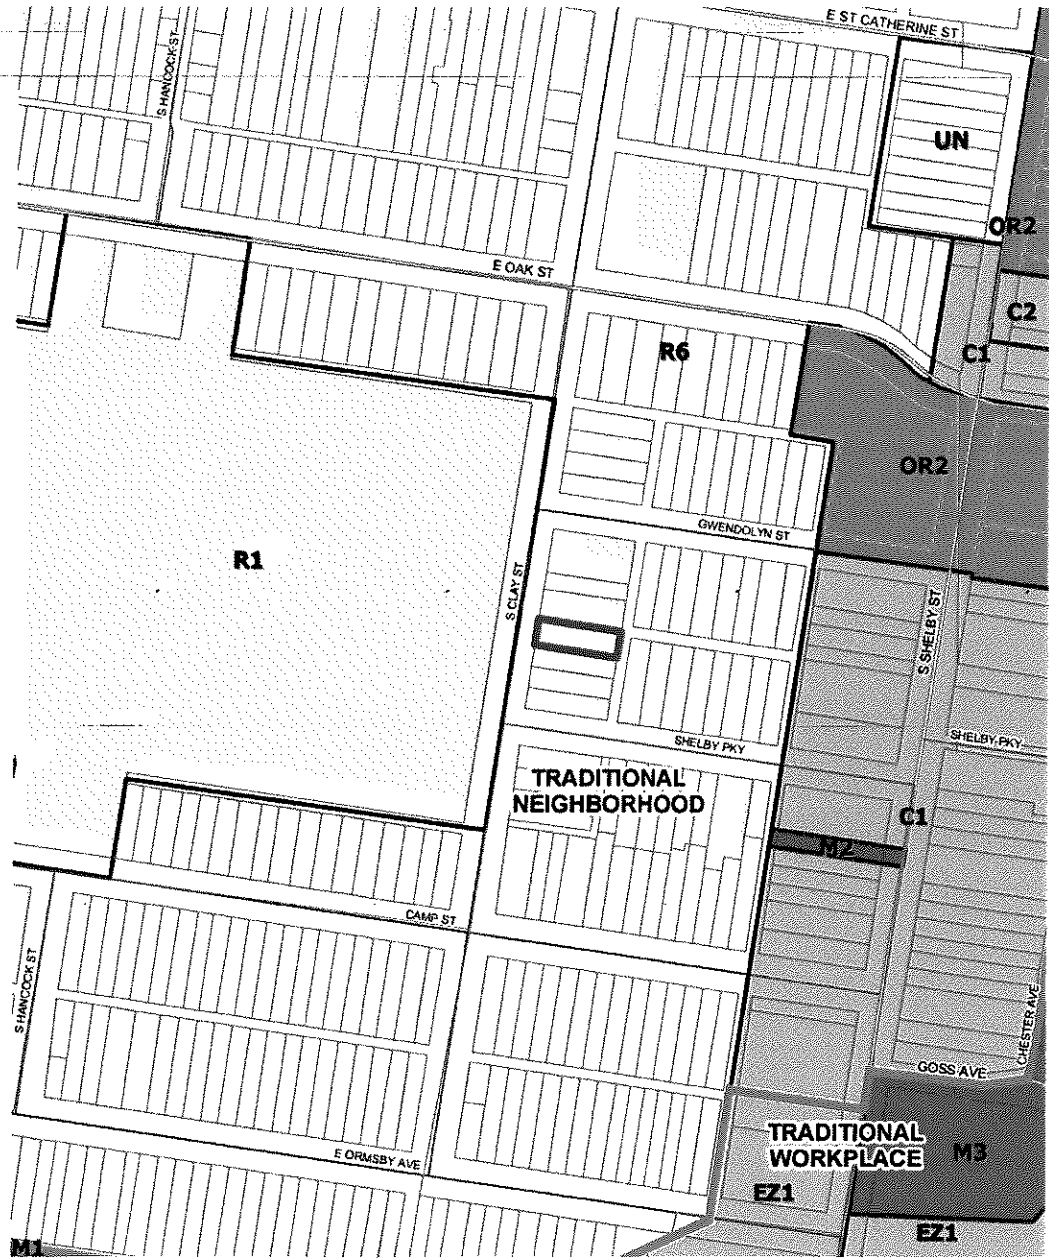 E ST CATHERINE ST
S HANCOCK ST
UN
OR2
E OAK ST
C2
R6
C1
OR2
GWENDOLYN ST
R1
S CLAY ST
S SHELBY ST
SHELBY PKY
SHELBY PKY
TRADITIONAL
NEIGHBORHOOD
C1
M2
CAMP ST
S HANCOCK ST
CHESTER AVE
GOSS AVE
TRADITIONAL
WORKPLACE
M3
E ORMSBY AVE
EZ1
EZ1
M1